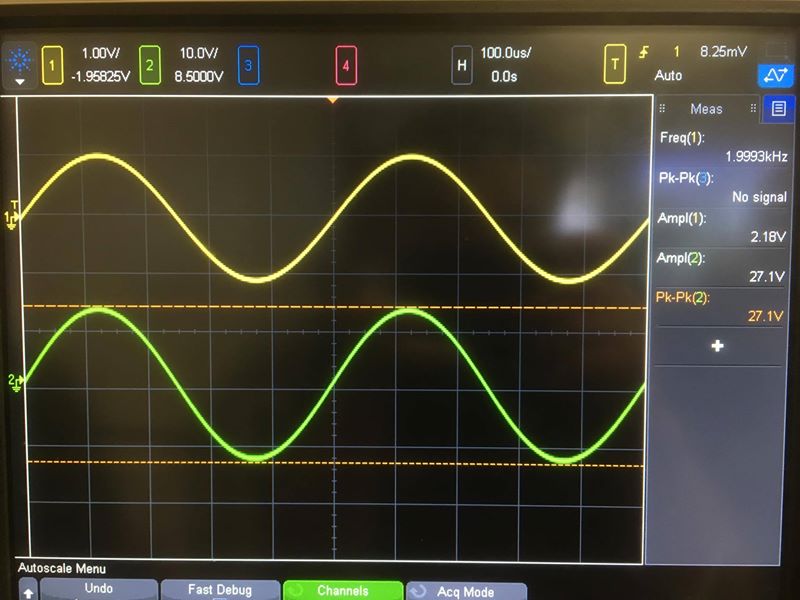 1 1.00V/ 2 10.0V/ 3 4 H 100.0us/ T 1 8.25mV
-1.95825V 8.5000V 0.0s Auto
Meas
Freq(1):
1.9993kHz
Pk-Pk(3):
No signal
Ampl(1):
2.18V
Ampl(2):
27.1V
Pk-Pk(2):
27.1V
T
1
2
Autoscale Menu
Undo Fast Debug Channels Acq Mode